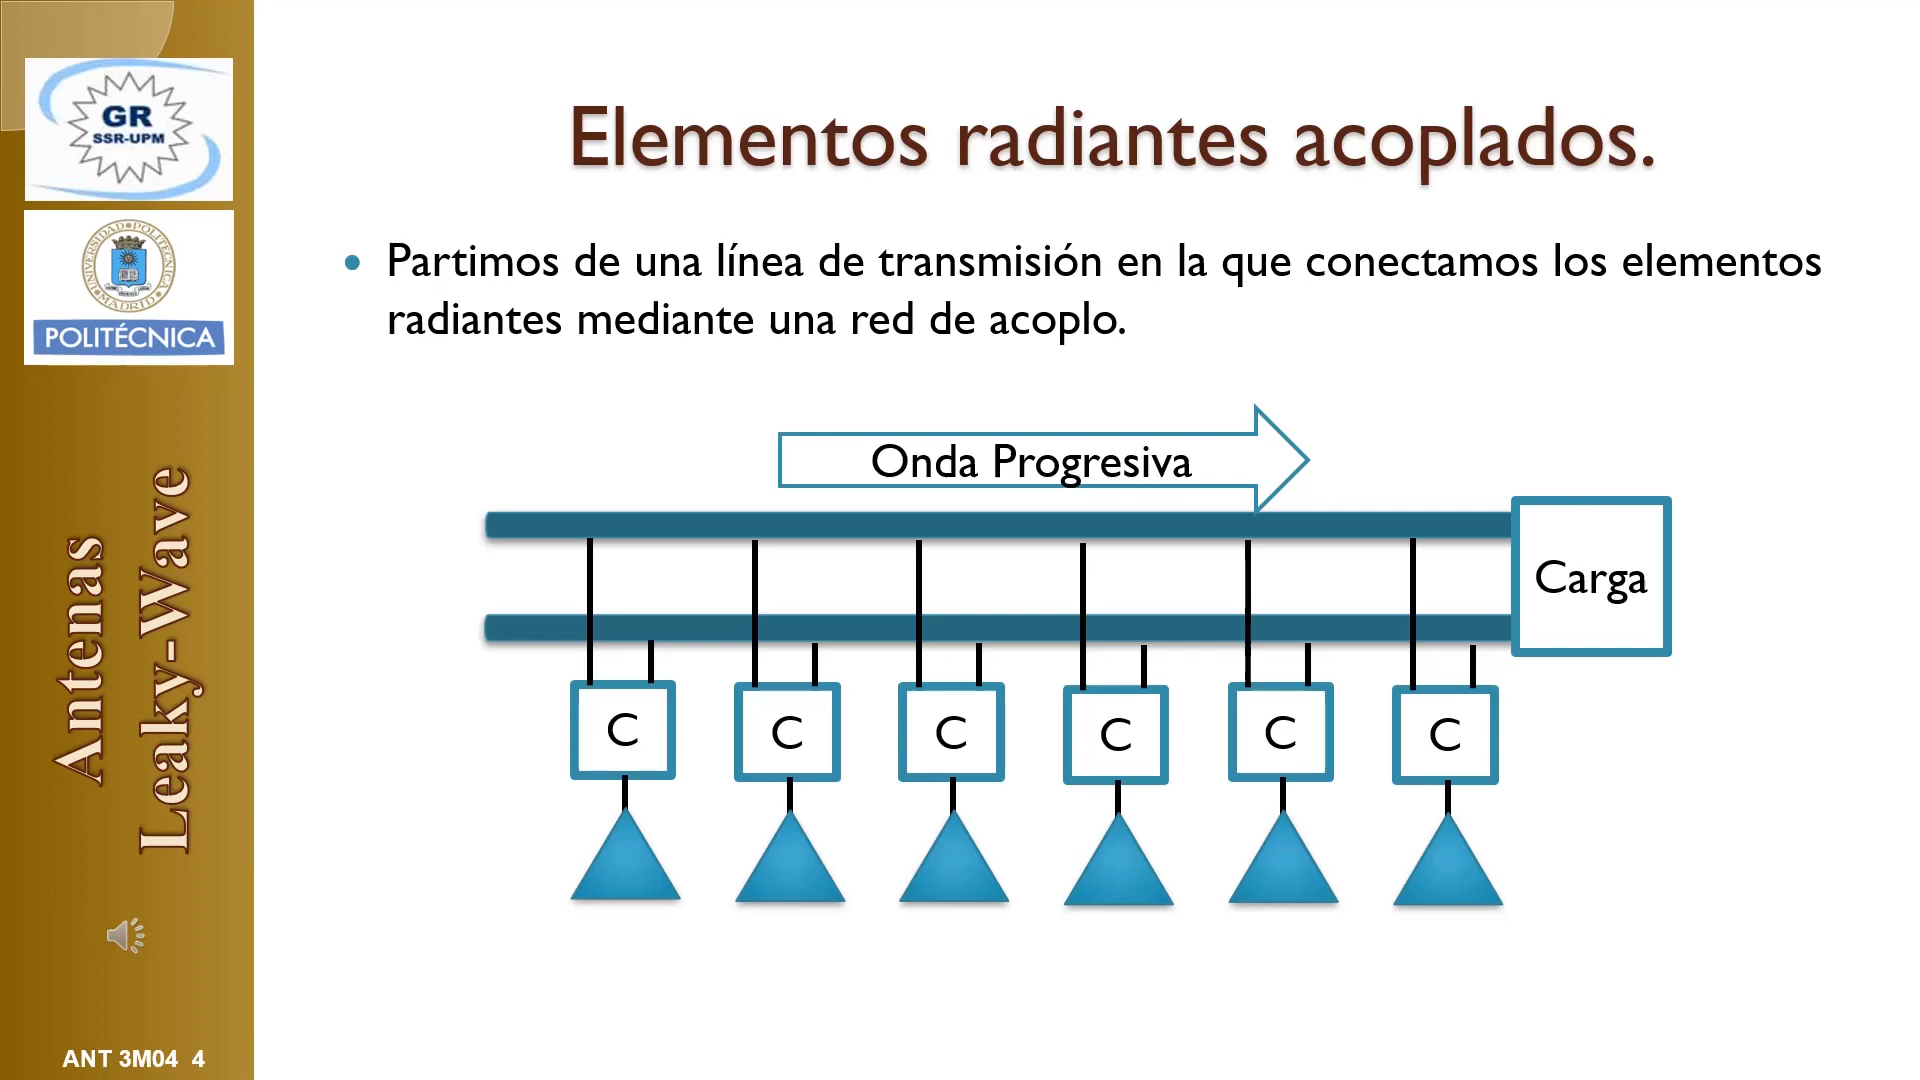 GR
SSR-UPM
UNIVERSIDAD POLITÉCNICA
MADRID
POLITÉCNICA
Antenas
Leaky-Wave
ANT 3M04 4
Elementos radiantes acoplados.
• Partimos de una línea de transmisión en la que conectamos los elementos
radiantes mediante una red de acoplo.
Onda Progresiva
Carga
C C C C C C